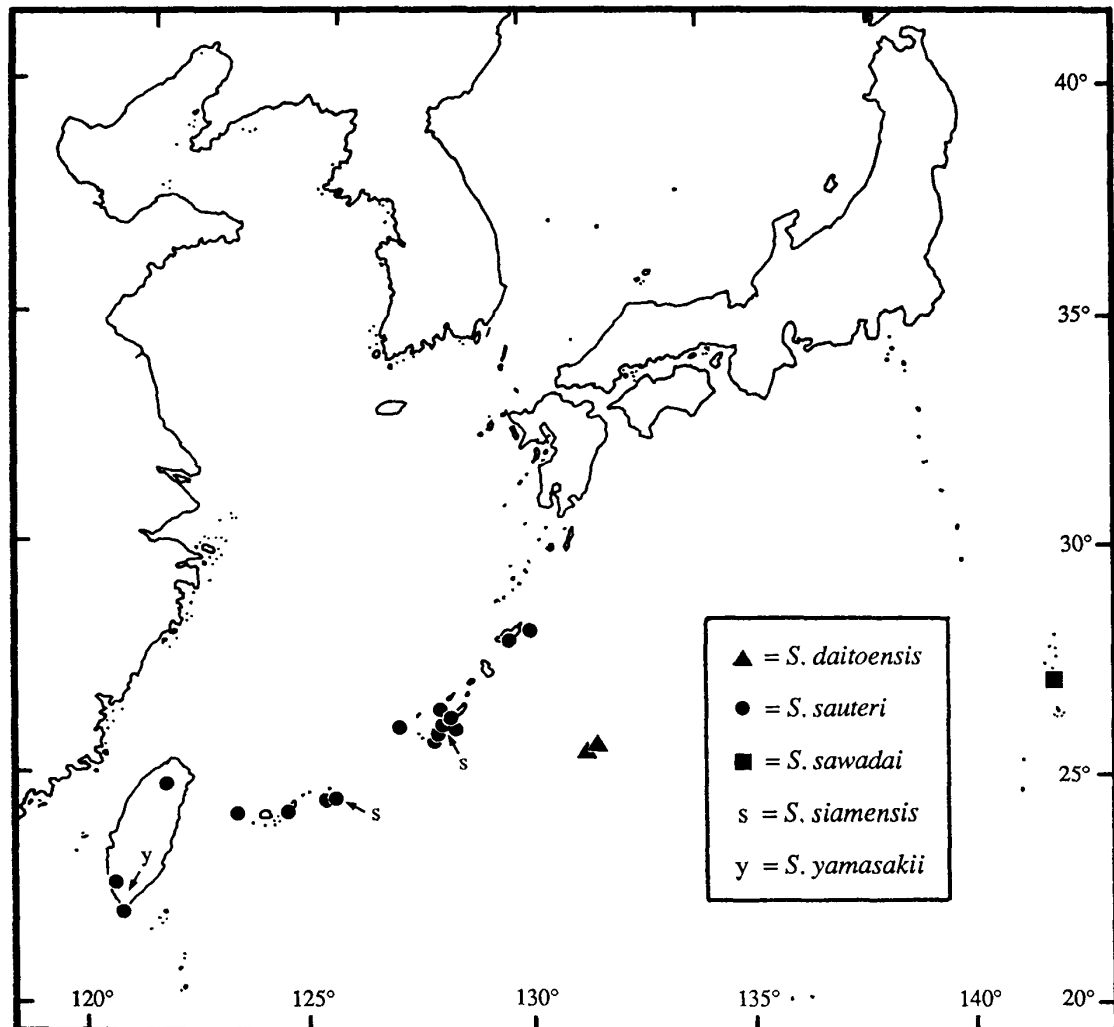 40°
35°
30°
▲ = S. daitoensis
● = S. sauteri
■ = S. sawadai
s = S. siamensis
y = S. yamasakii
s
25°
s
y
120°
125°
130°
135°
140°
20°